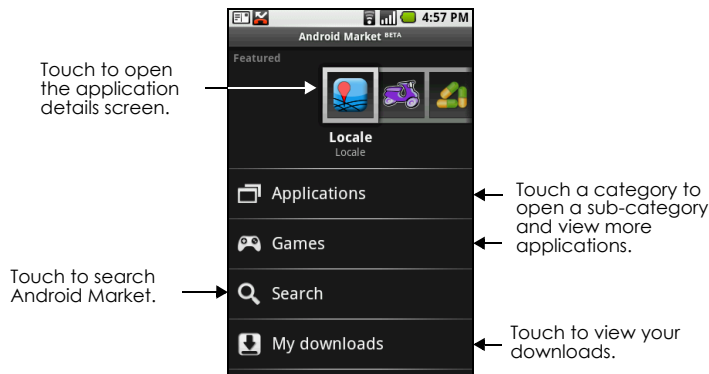 4:57 PM
Android Market BETA
Featured
Touch to open
the application
details screen.
Locale
Locale
Applications
Touch a category to
open a sub-category
and view more
applications.
Games
Touch to search
Android Market.
Search
My downloads
Touch to view your
downloads.